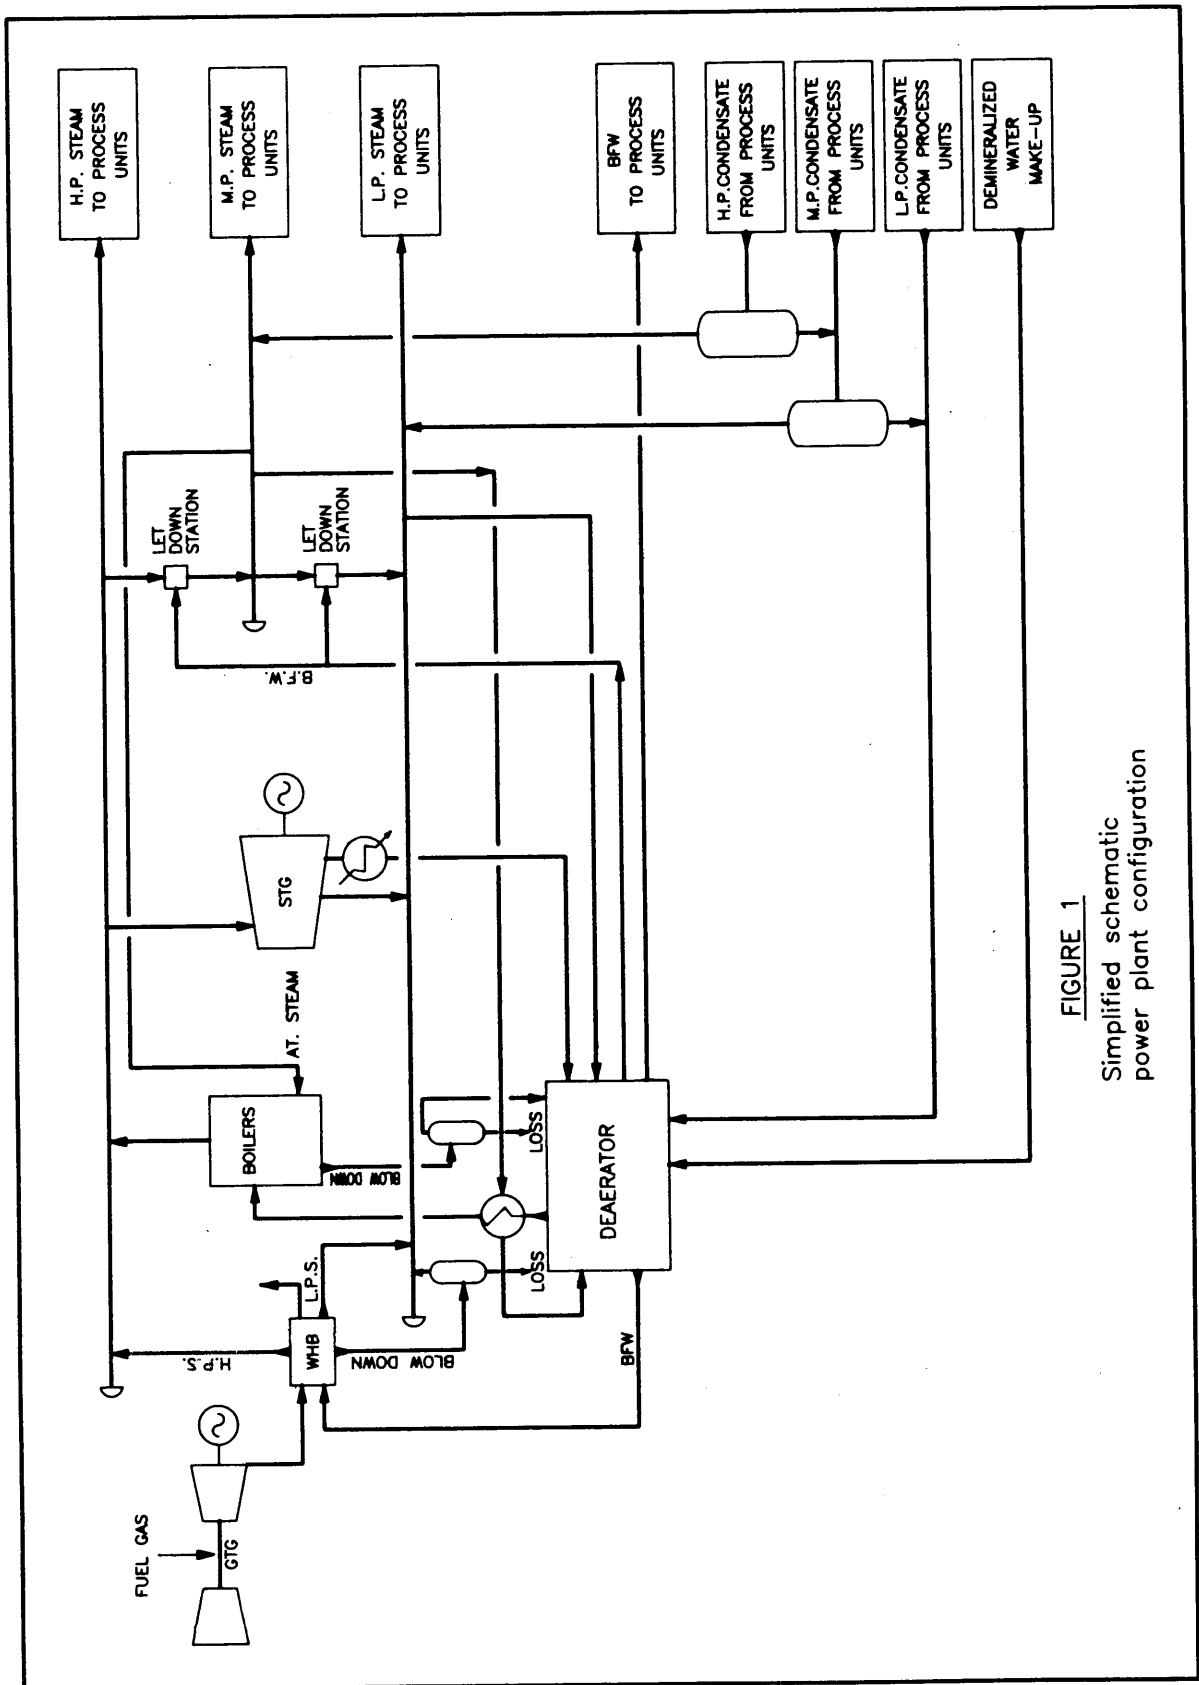 H.P. STEAM
TO PROCESS
UNITS
M.P. STEAM
TO PROCESS
UNITS
L.P. STEAM
TO PROCESS
UNITS
BFW
TO PROCESS
UNITS
H.P.CONDENSATE
FROM PROCESS
UNITS
M.P.CONDENSATE
FROM PROCESS
UNITS
L.P.CONDENSATE
FROM PROCESS
UNITS
DEMINERALIZED
WATER
MAKE-UP
LET
DOWN
STATION
LET
DOWN
STATION
B.F.W.
STG
AT. STEAM
BOILERS
BLOW DOWN
LOSS
DEAERATOR
L.P.S.
LOSS
H.P.S.
WHB
BLOW DOWN
BFW
FUEL GAS
GTG
FIGURE 1
Simplified schematic
power plant configuration